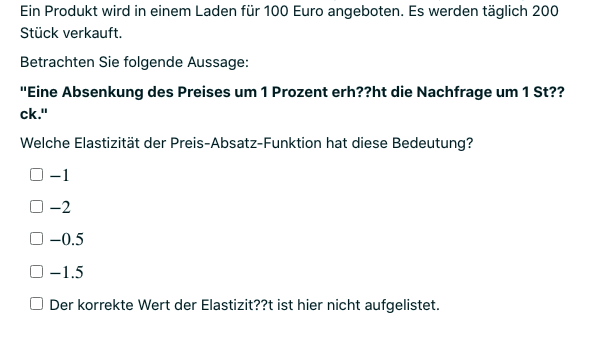 Ein Produkt wird in einem Laden für 100 Euro angeboten. Es werden täglich 200
Stück verkauft.
Betrachten Sie folgende Aussage:
"Eine Absenkung des Preises um 1 Prozent erh??ht die Nachfrage um 1 St??
ck."
Welche Elastizität der Preis-Absatz-Funktion hat diese Bedeutung?
−1
−2
−0.5
−1.5
Der korrekte Wert der Elastizit??t ist hier nicht aufgelistet.